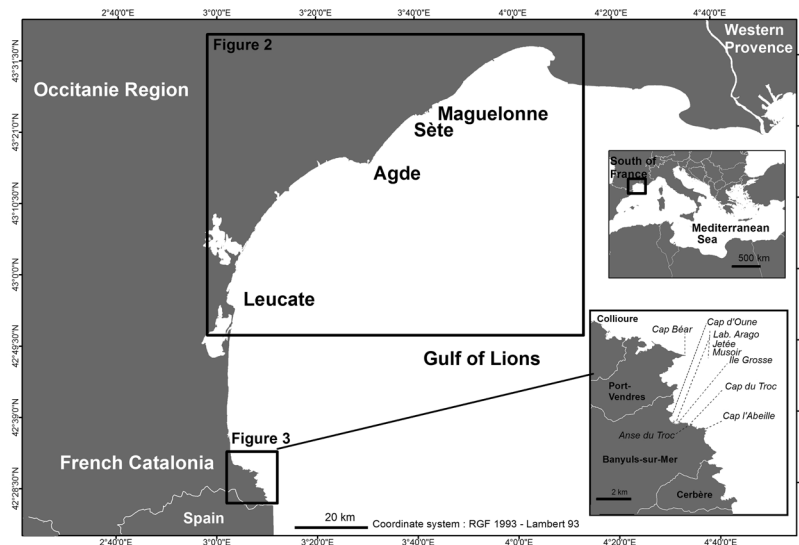 2°40'0"E 3°0'0"E 3°20'0"E 3°40'0"E 4°0'0"E 4°20'0"E 4°40'0"E
43°31'30"N
43°21'0"N
43°10'30"N
43°0'0"N
42°49'30"N
42°39'0"N
42°28'30"N
Figure 2
Western
Provence
Occitanie Region
Maguelonne
Sète
Agde
Leucate
South of
France
Mediterranean
Sea
500 km
Gulf of Lions
Figure 3
French Catalonia
Spain
20 km
Coordinate system : RGF 1993 - Lambert 93
Collioure
Cap Béar
Cap d'Oune
Lab. Arago
Jetée
Musoir
Ile Grosse
Port-
Vendres
Cap du Troc
Cap l'Abeille
Anse du Troc
Banyuls-sur-Mer
Cerbère
2 km
2°40'0"E 3°0'0"E 3°20'0"E 3°40'0"E 4°0'0"E 4°20'0"E 4°40'0"E